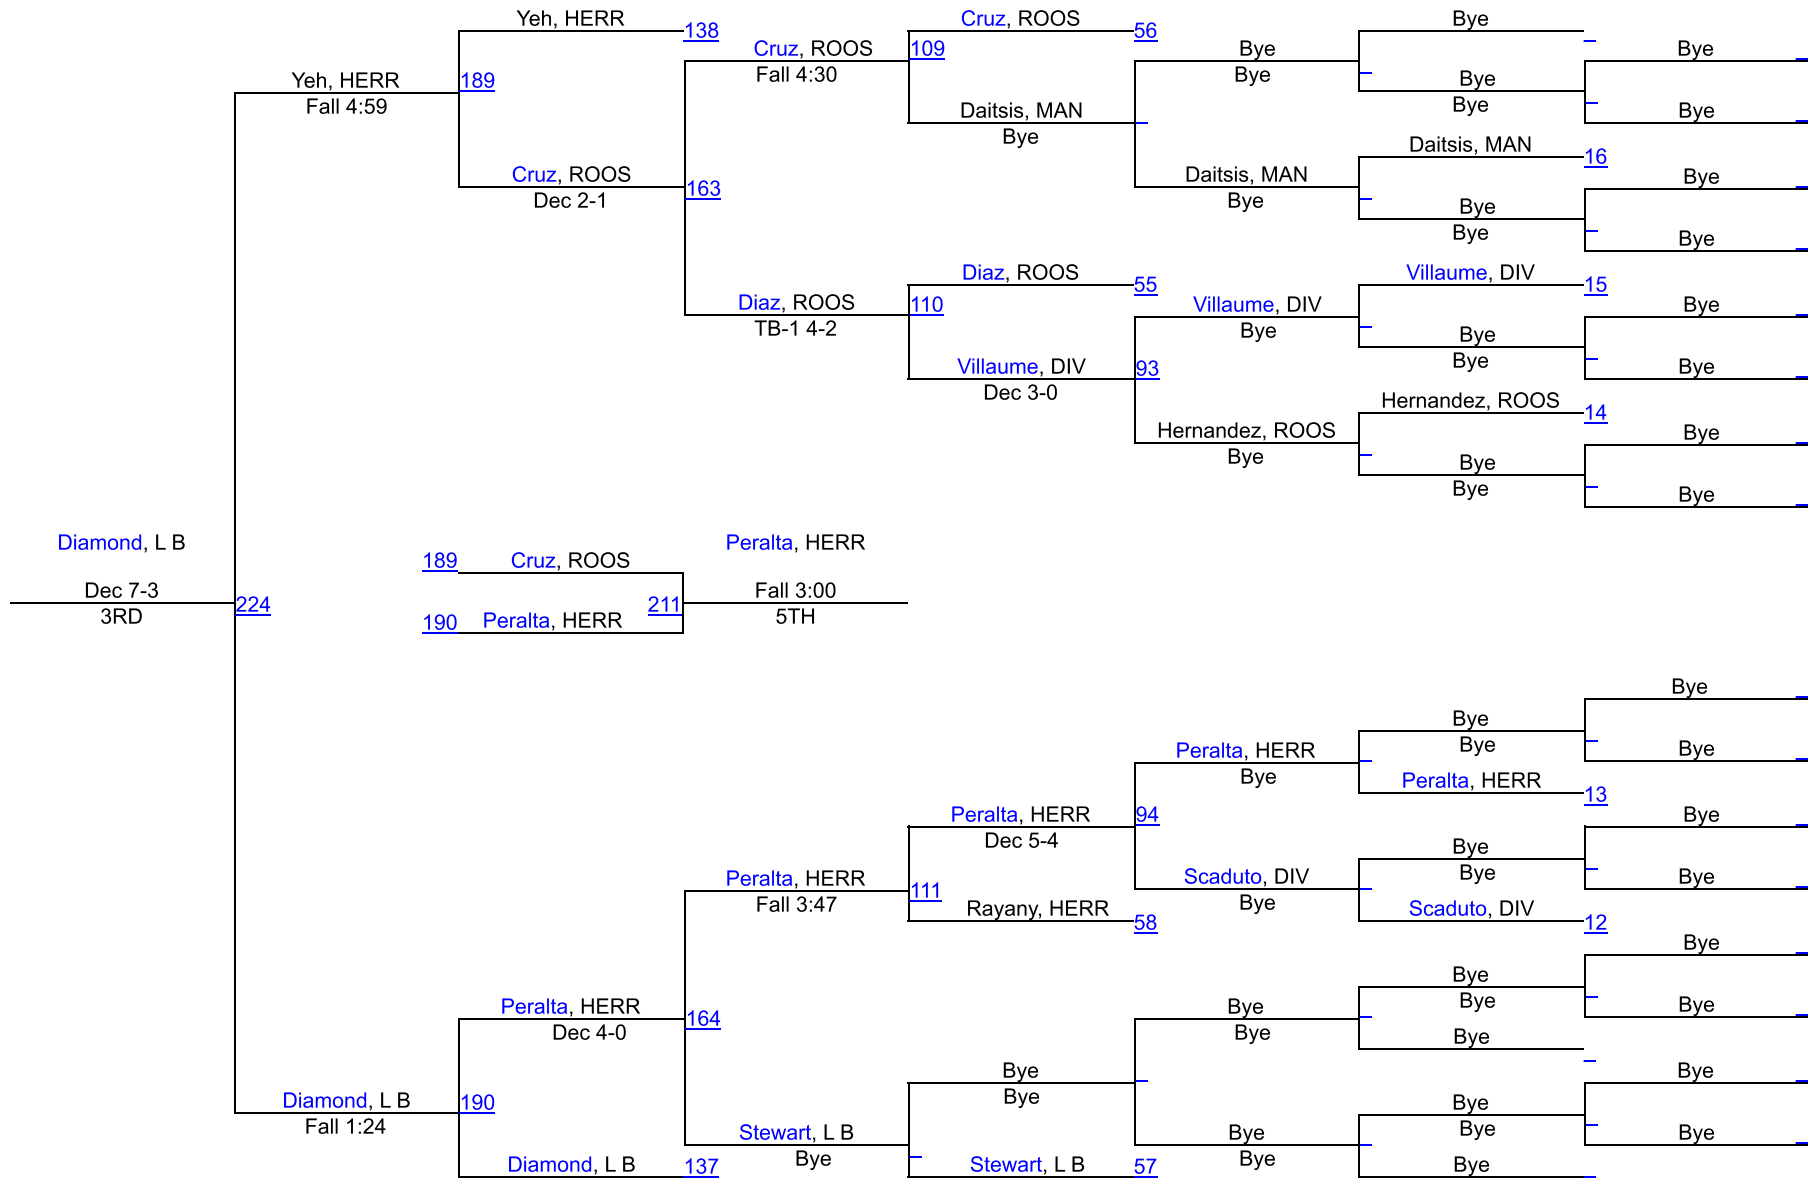 Yeh, HERR
138
Cruz, ROOS
56
Bye
Yeh, HERR
189
Fall 4:59
Cruz, ROOS
109
Fall 4:30
Bye
Bye
Bye
Bye
Bye
Daitsis, MAN
Bye
Bye
Daitsis, MAN
16
Cruz, ROOS
163
Dec 2-1
Daitsis, MAN
Bye
Bye
Bye
Bye
Bye
Diaz, ROOS
55
Villaume, DIV
15
Diaz, ROOS
110
TB-1 4-2
Villaume, DIV
Bye
Bye
Bye
Bye
Villaume, DIV
93
Dec 3-0
Bye
Hernandez, ROOS
14
Hernandez, ROOS
Bye
Bye
Bye
Bye
Bye
Diamond, L B
Dec 7-3
3RD
224
189
Cruz, ROOS
190
Peralta, HERR
211
Peralta, HERR
Fall 3:00
5TH
Bye
Bye
Bye
Bye
Peralta, HERR
Bye
Peralta, HERR
13
Peralta, HERR
94
Dec 5-4
Bye
Bye
Bye
Bye
Peralta, HERR
111
Fall 3:47
Scaduto, DIV
Bye
Rayany, HERR
58
Scaduto, DIV
12
Bye
Bye
Bye
Bye
Peralta, HERR
164
Dec 4-0
Bye
Bye
Bye
Bye
Bye
Bye
Diamond, L B
190
Fall 1:24
Bye
Bye
Bye
Stewart, L B
Bye
Bye
Bye
Diamond, L B
137
Stewart, L B
57
Bye